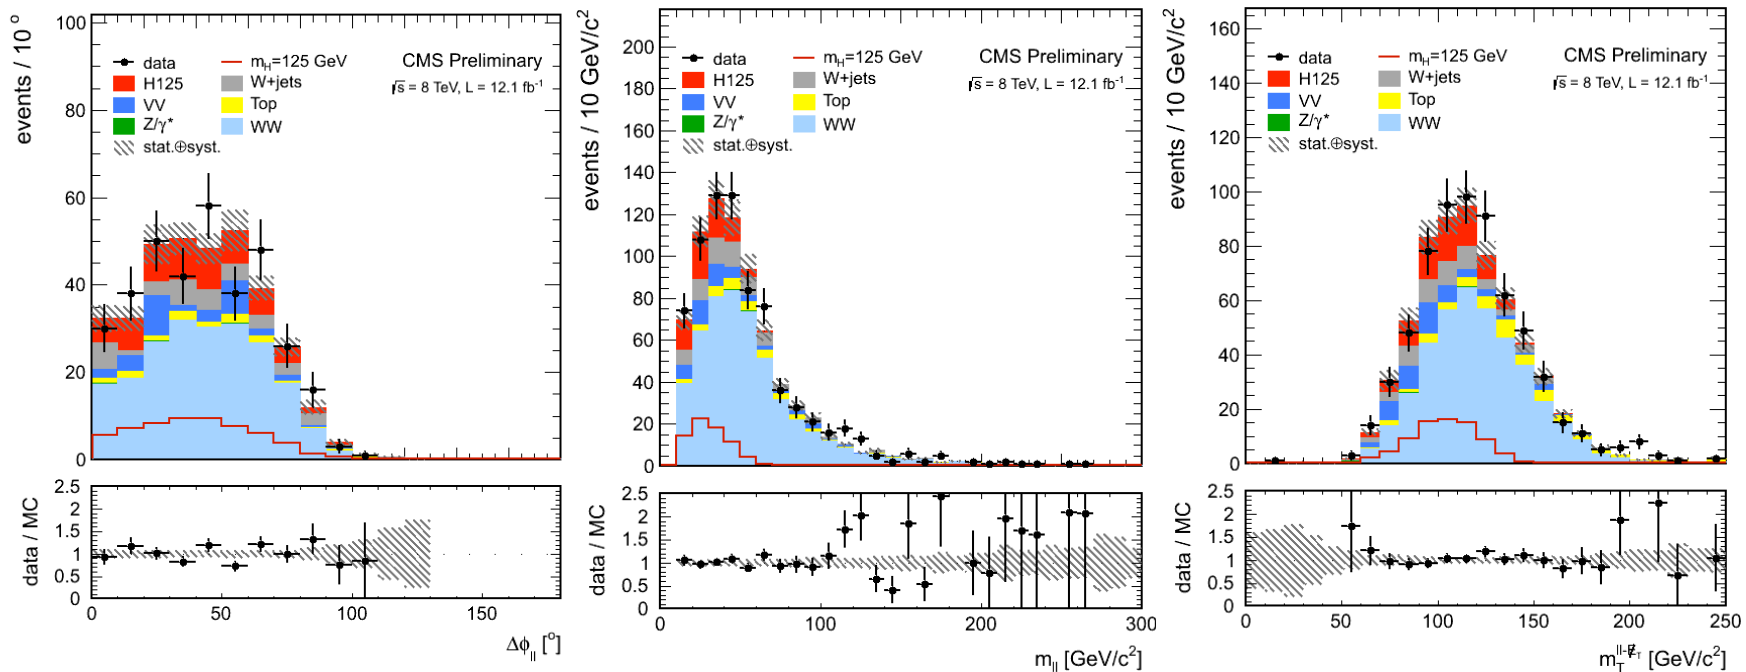 events / 10 °
100
80
60
40
20
0
data
m_H=125 GeV
CMS Preliminary
H125
W+jets
√s = 8 TeV, L = 12.1 fb⁻¹
VV
Top
Z/γ*
WW
stat.⊕syst.
data / MC
2.5
2
1.5
1
0.5
0
0
50
100
150
Δϕ_ll [°]
events / 10 GeV/c²
200
180
160
140
120
100
80
60
40
20
0
data
m_H=125 GeV
CMS Preliminary
H125
W+jets
√s = 8 TeV, L = 12.1 fb⁻¹
VV
Top
Z/γ*
WW
stat.⊕syst.
data / MC
2.5
2
1.5
1
0.5
0
0
100
200
300
m_ll [GeV/c²]
events / 10 GeV/c²
160
140
120
100
80
60
40
20
0
data
m_H=125 GeV
CMS Preliminary
H125
W+jets
√s = 8 TeV, L = 12.1 fb⁻¹
VV
Top
Z/γ*
WW
stat.⊕syst.
data / MC
2.5
2
1.5
1
0.5
0
0
50
100
150
200
250
m_T^ll-E̸_T [GeV/c²]